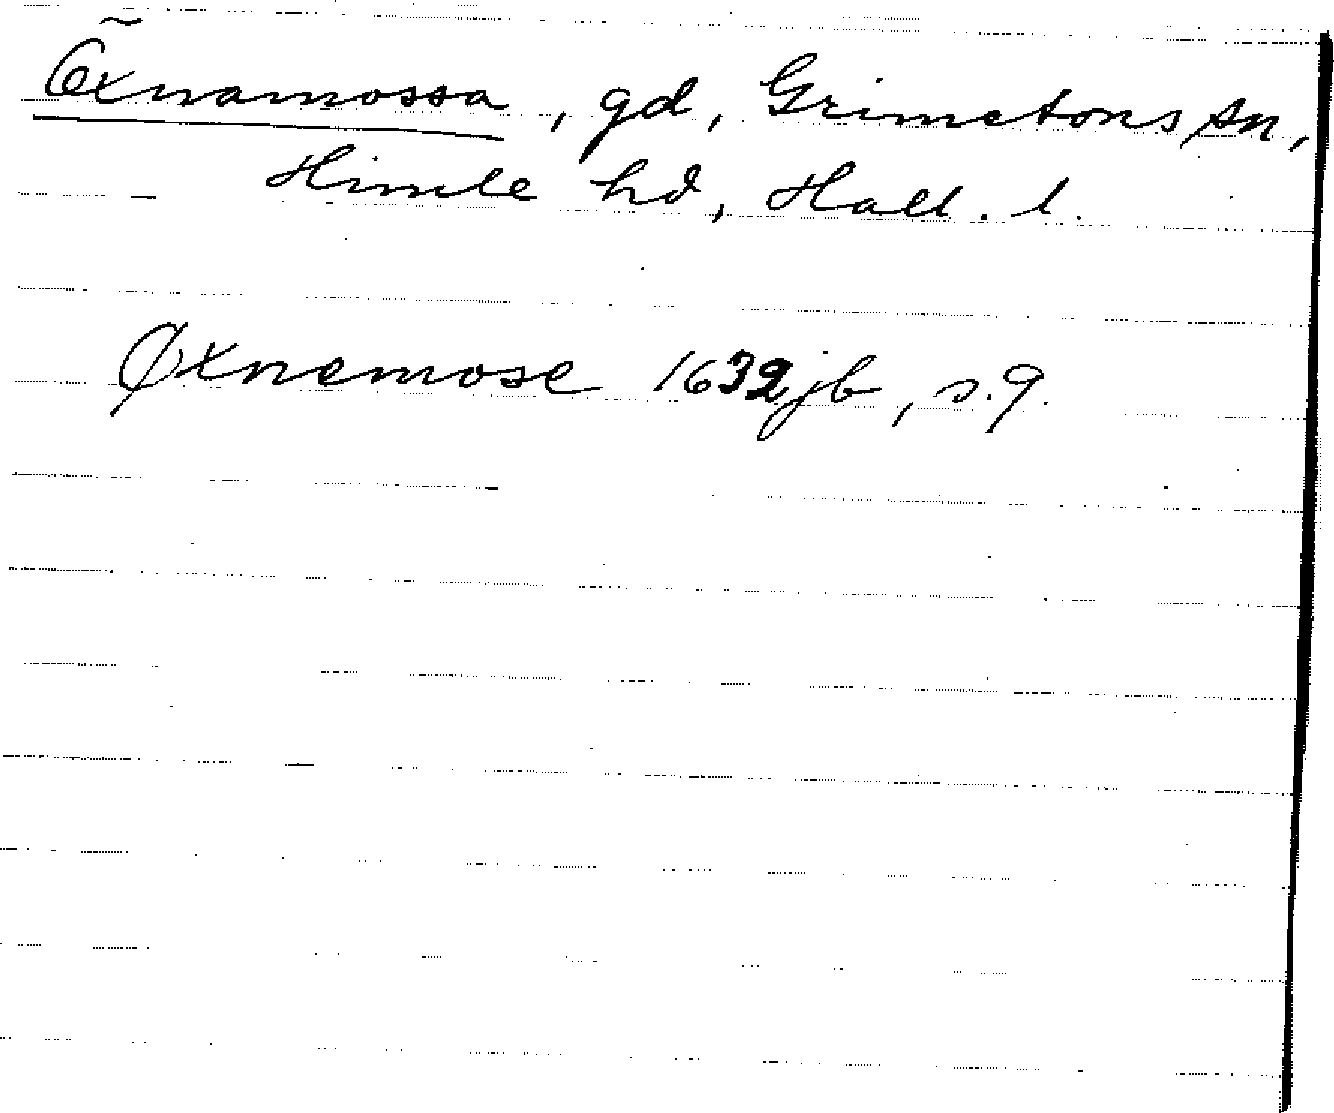 Öxnamossa, gd, Grimetons sn,
Himle hd, Hall. l.
Øxnemose 1632 jb, s. 9.